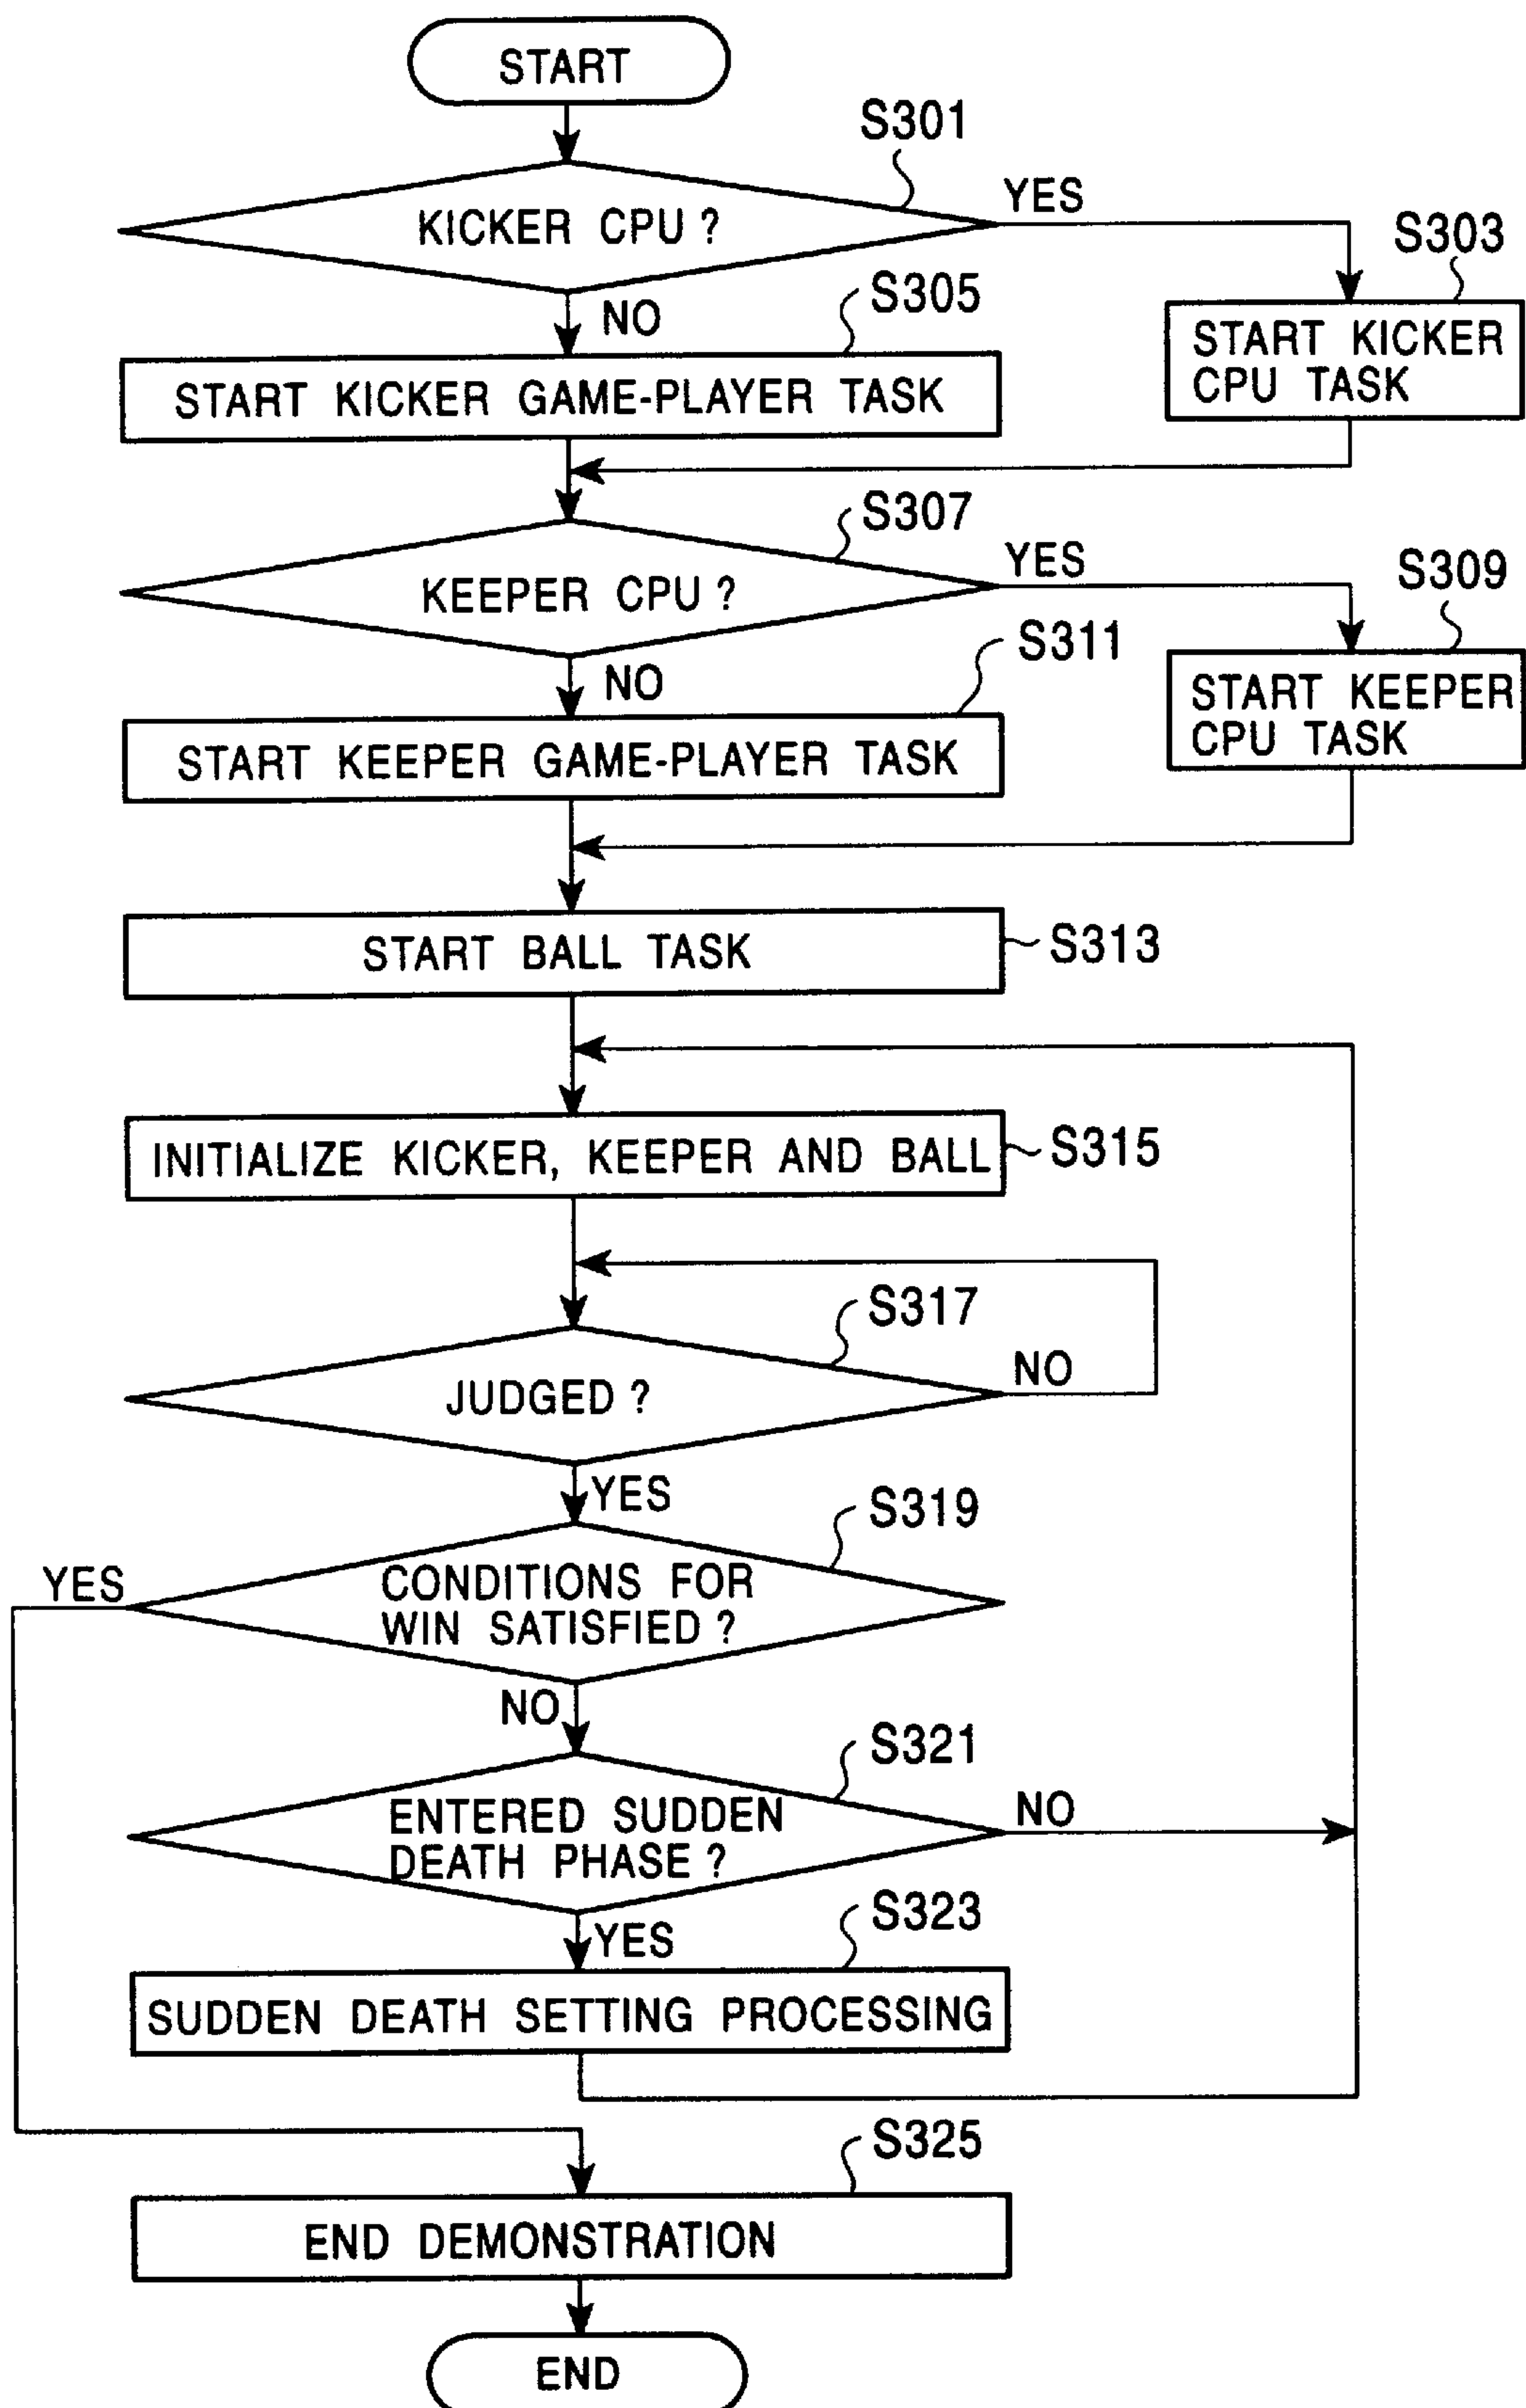 START
S301
KICKER CPU ?
YES
S303
NO
S305
START KICKER
CPU TASK
START KICKER GAME-PLAYER TASK
S307
KEEPER CPU ?
YES
S309
NO
S311
START KEEPER
CPU TASK
START KEEPER GAME-PLAYER TASK
START BALL TASK
S313
INITIALIZE KICKER, KEEPER AND BALL
S315
S317
JUDGED ?
NO
YES
S319
YES
CONDITIONS FOR
WIN SATISFIED ?
NO
S321
ENTERED SUDDEN
DEATH PHASE ?
NO
YES
S323
SUDDEN DEATH SETTING PROCESSING
S325
END DEMONSTRATION
END